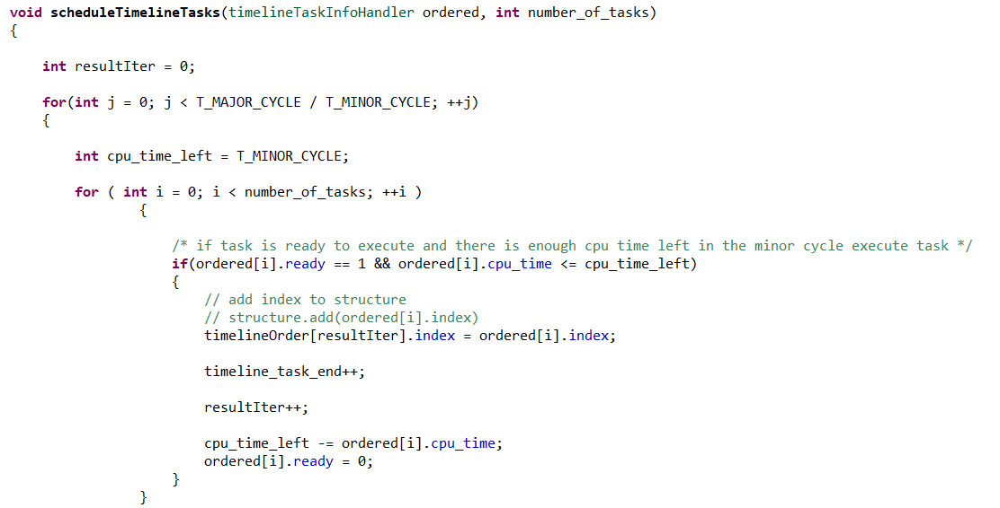 void scheduleTimelineTasks(timelineTaskInfoHandler ordered, int number_of_tasks)
{
int resultIter = 0;
for(int j = 0; j < T_MAJOR_CYCLE / T_MINOR_CYCLE; ++j)
{
int cpu_time_left = T_MINOR_CYCLE;
for ( int i = 0; i < number_of_tasks; ++i )
{
/* if task is ready to execute and there is enough cpu time left in the minor cycle execute task */
if(ordered[i].ready == 1 && ordered[i].cpu_time <= cpu_time_left)
{
// add index to structure
// structure.add(ordered[i].index)
timelineOrder[resultIter].index = ordered[i].index;
timeline_task_end++;
resultIter++;
cpu_time_left -= ordered[i].cpu_time;
ordered[i].ready = 0;
}
}